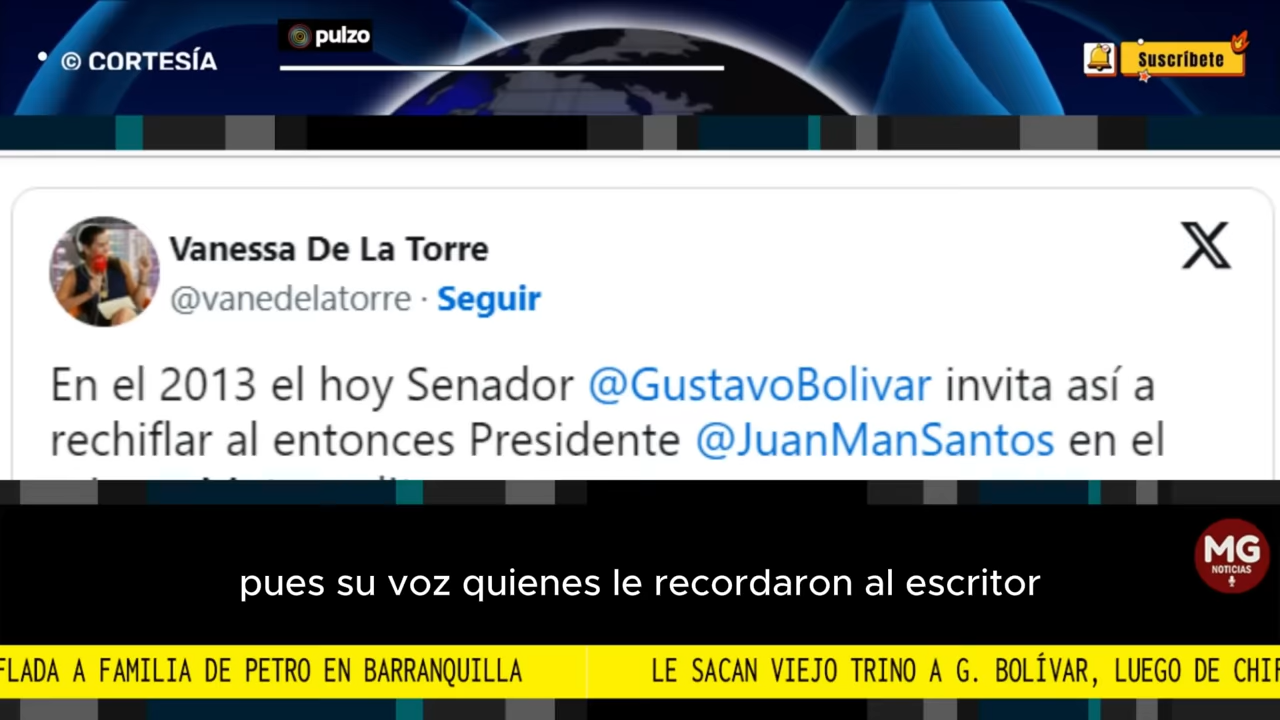 pulzo
© CORTESÍA
Suscríbete
Vanessa De La Torre
@vanedelatorre · Seguir
En el 2013 el hoy Senador @GustavoBolivar invita así a
rechiflar al entonces Presidente @JuanManSantos en el
MG
NOTICIAS
pues su voz quienes le recordaron al escritor
FLADA A FAMILIA DE PETRO EN BARRANQUILLA
LE SACAN VIEJO TRINO A G. BOLÍVAR, LUEGO DE CHIF